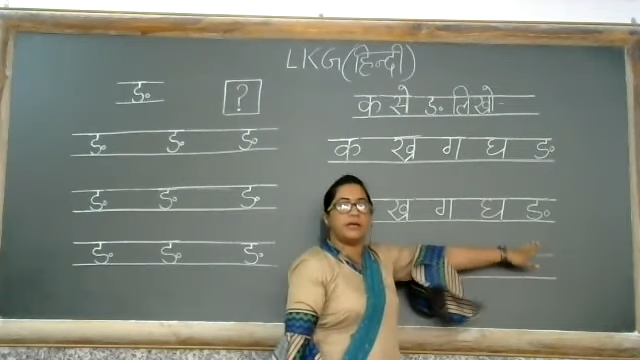 LKG(हिन्दी)
ङ
?
ङ ङ ङ
ङ ङ ङ
ङ ङ ङ
क से ङ लिखो-
क ख ग घ ङ
ख ग घ ङ